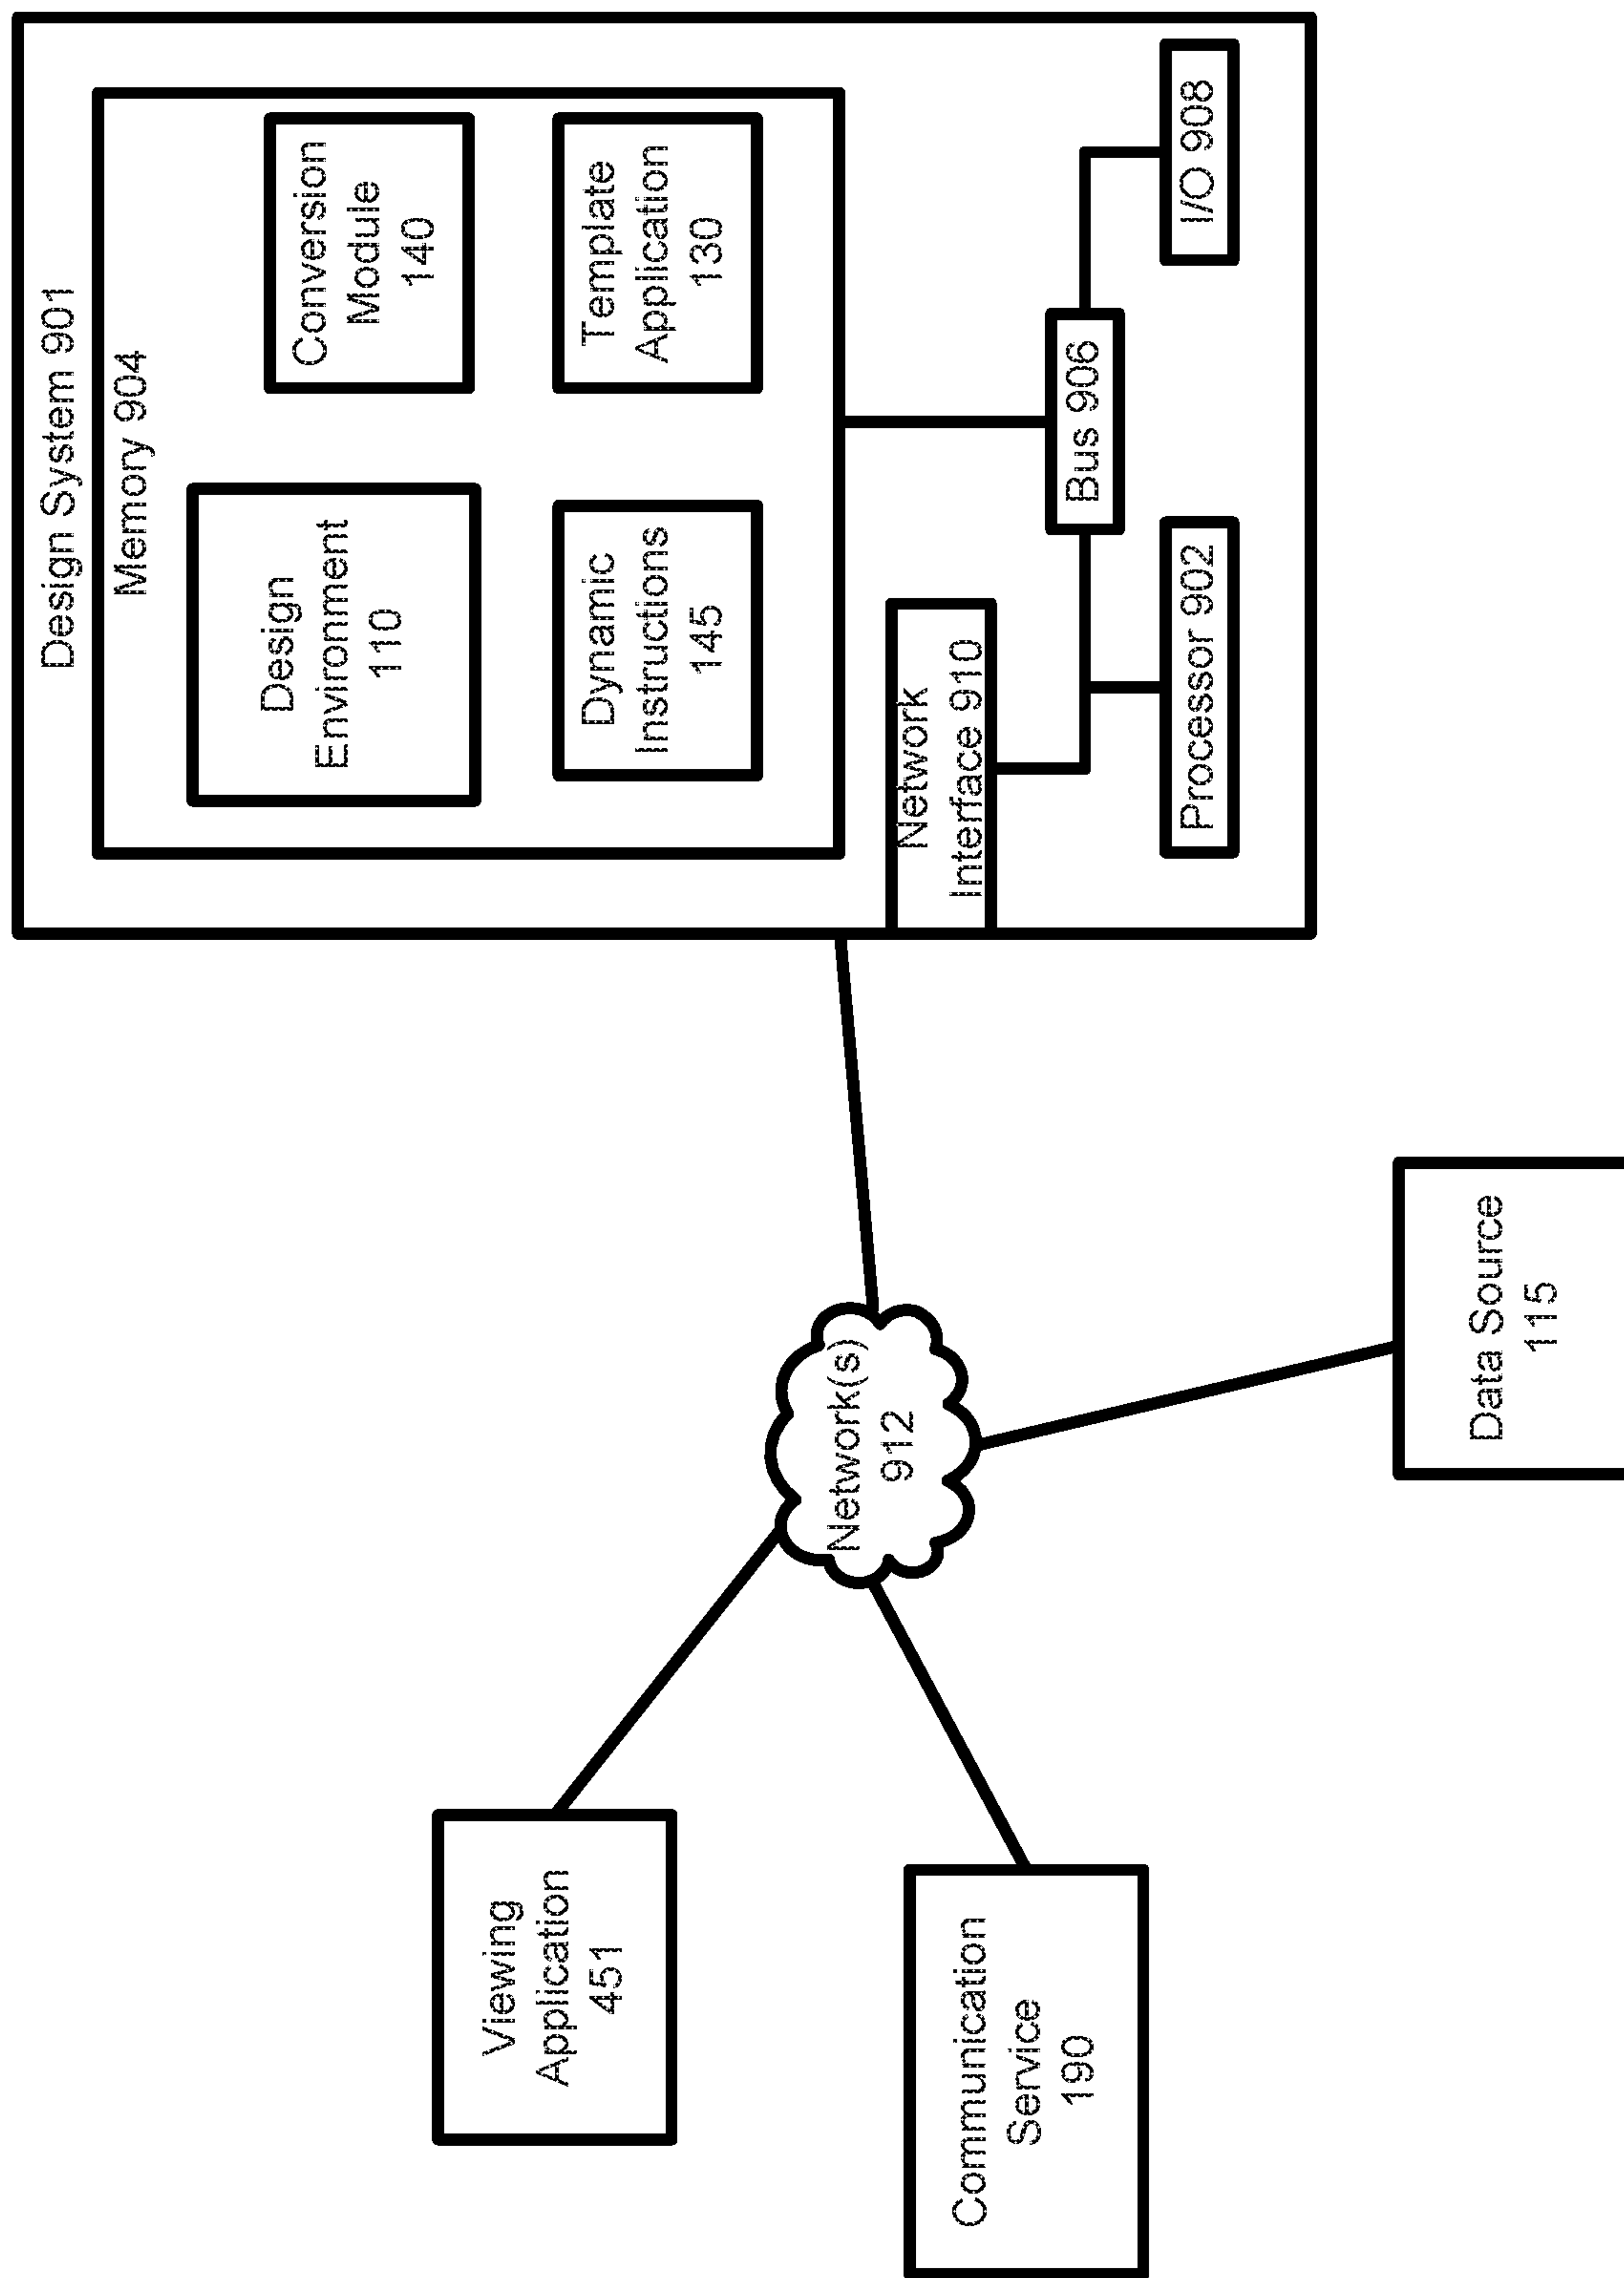 Design System 901
Memory 904
Design
Environment
110
Conversion
Module
140
Dynamic
Instructions
145
Template
Application
130
Network
Interface 910
Bus 906
Processor 902
I/O 908
Viewing
Application
451
Network(s)
912
Communication
Service
190
Data Source
115